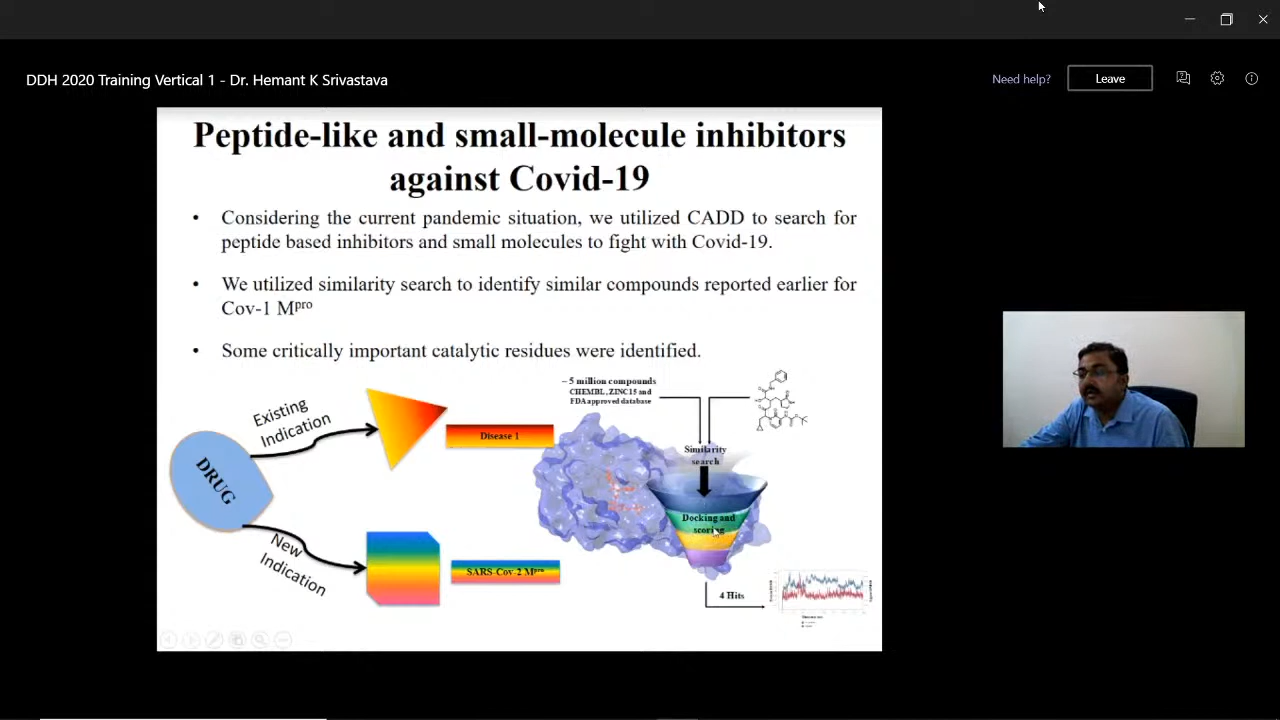 DDH 2020 Training Vertical 1 - Dr. Hemant K Srivastava
Need help?
Leave
Peptide-like and small-molecule inhibitors
against Covid-19
• Considering the current pandemic situation, we utilized CADD to search for
peptide based inhibitors and small molecules to fight with Covid-19.
• We utilized similarity search to identify similar compounds reported earlier for
Cov-1 Mᵖʳᵒ
• Some critically important catalytic residues were identified.
DRUG
Existing
Indication
Disease 1
New
Indication
SARS-Cov-2 Mᵖʳᵒ
~ 5 million compounds
CHEMBL, ZINC15 and
FDA approved database
Similarity
search
Docking and
scoring
4 Hits